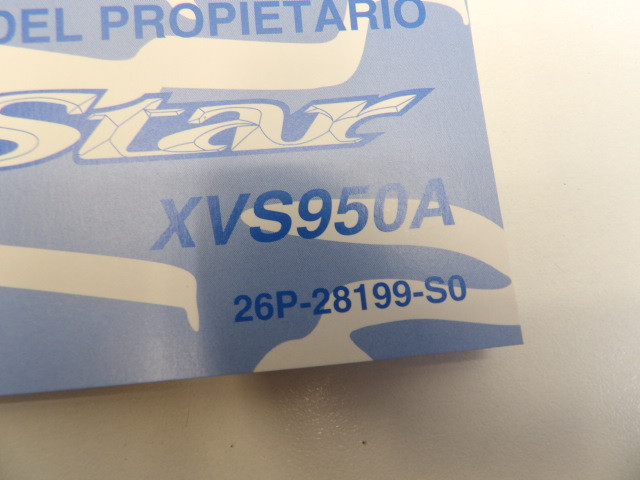 DEL PROPIETARIO
Star
XVS950A
26P-28199-S0